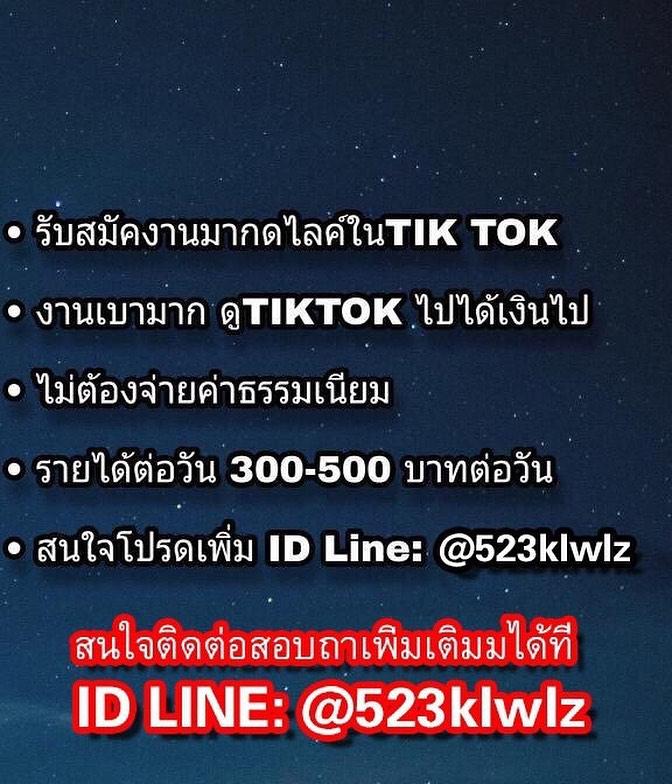 • รับสมัคงานมากดไลค์ในTIK TOK
• งานเบามาก ดูTIKTOK ไปได้เงินไป
• ไม่ต้องจ่ายค่าธรรมเนียม
• รายได้ต่อวัน 300-500 บาทต่อวัน
• สนใจโปรดเพิ่ม ID Line: @523klwlz
สนใจติดต่อสอบถาเพิมเติมมได้ที
ID LINE: @523klwlz